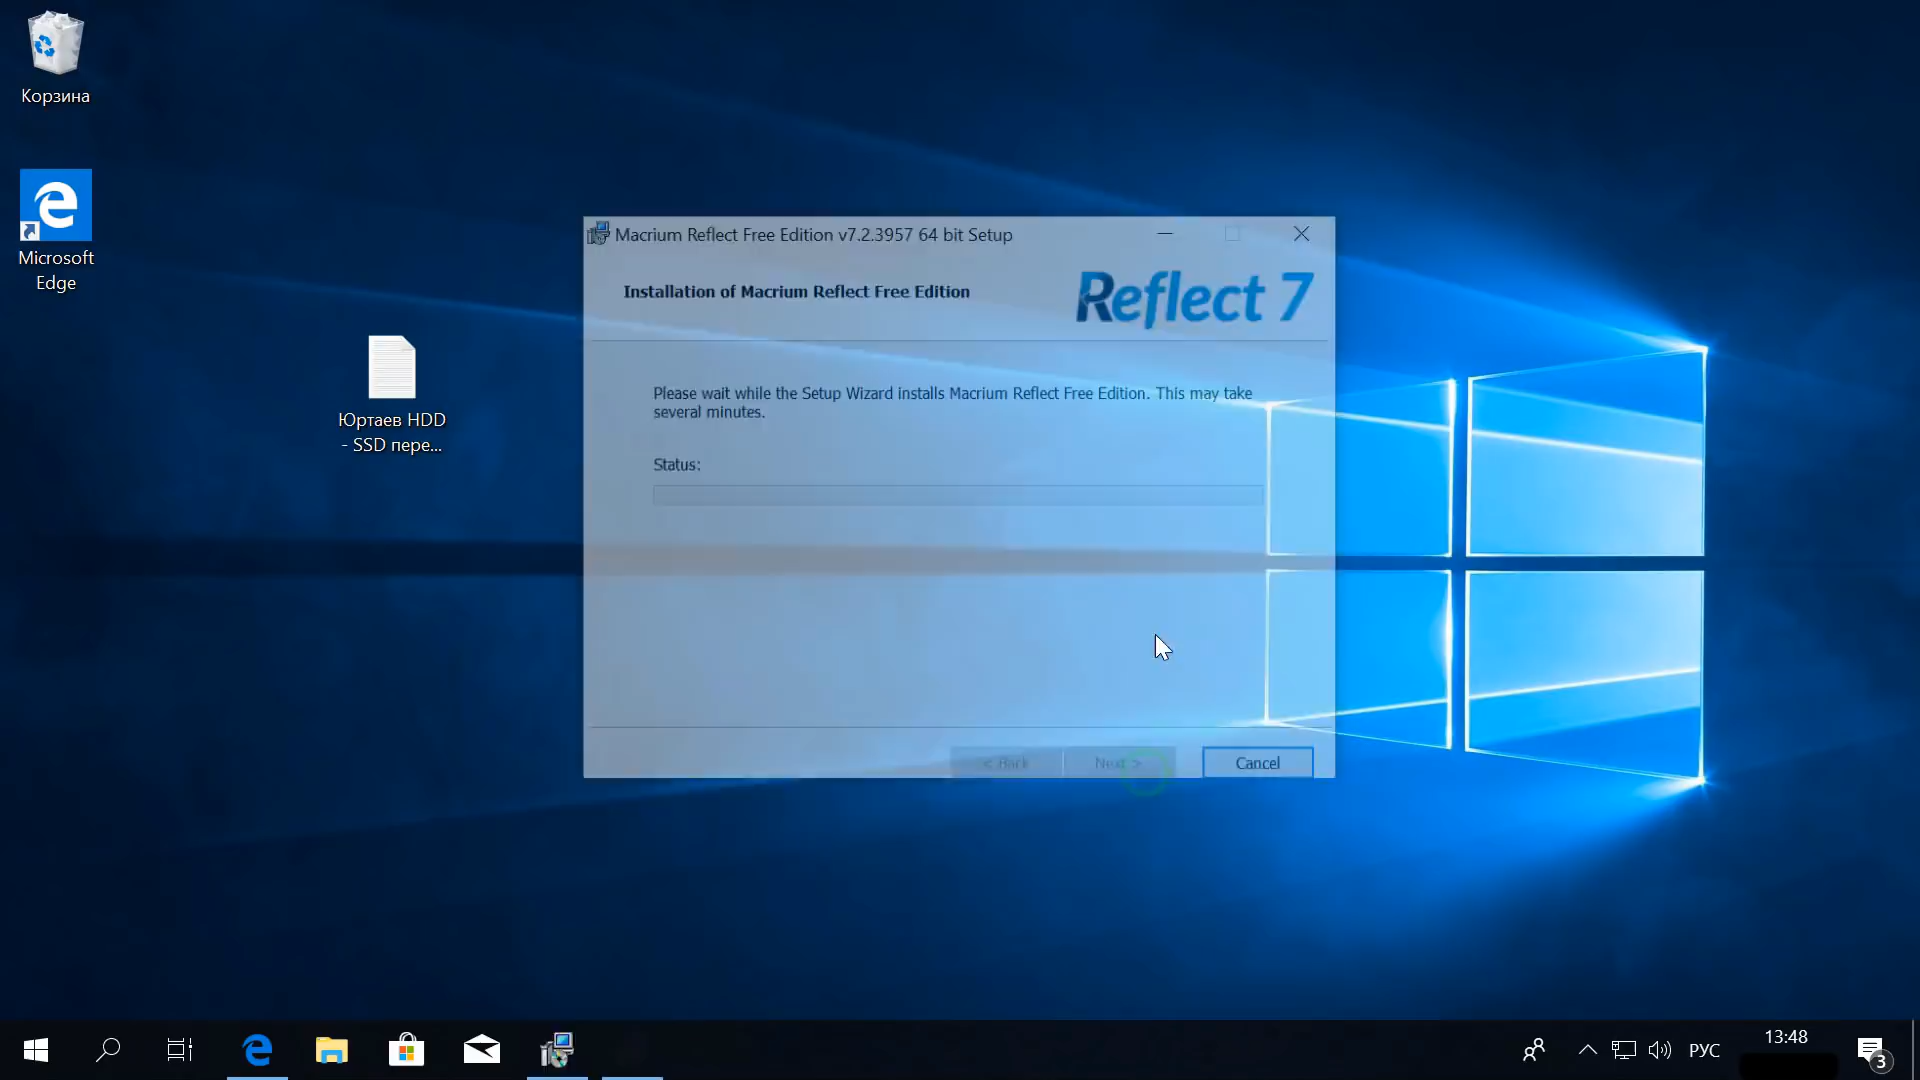 Корзина
Microsoft
Edge
Юртаев HDD
- SSD пере...
Macrium Reflect Free Edition v7.2.3957 64 bit Setup
Installation of Macrium Reflect Free Edition
Reflect 7
Please wait while the Setup Wizard installs Macrium Reflect Free Edition. This may take
several minutes.
Status:
< Back
Next >
Cancel
РУС
13:48
3